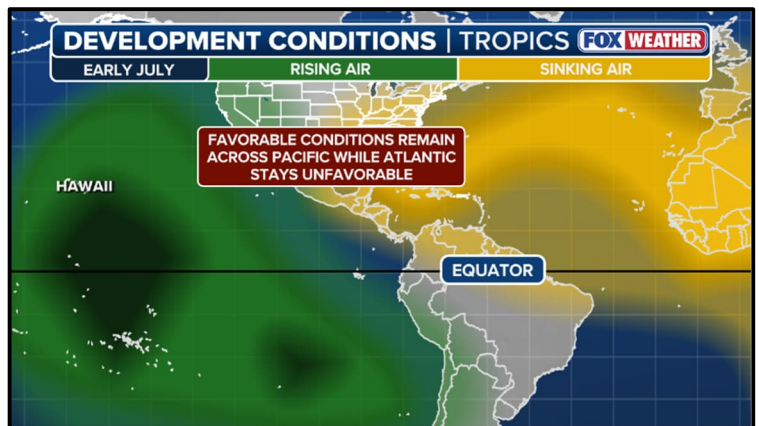 DEVELOPMENT CONDITIONS | TROPICS FOX WEATHER
EARLY JULY RISING AIR SINKING AIR
FAVORABLE CONDITIONS REMAIN
ACROSS PACIFIC WHILE ATLANTIC
STAYS UNFAVORABLE
HAWAII
EQUATOR